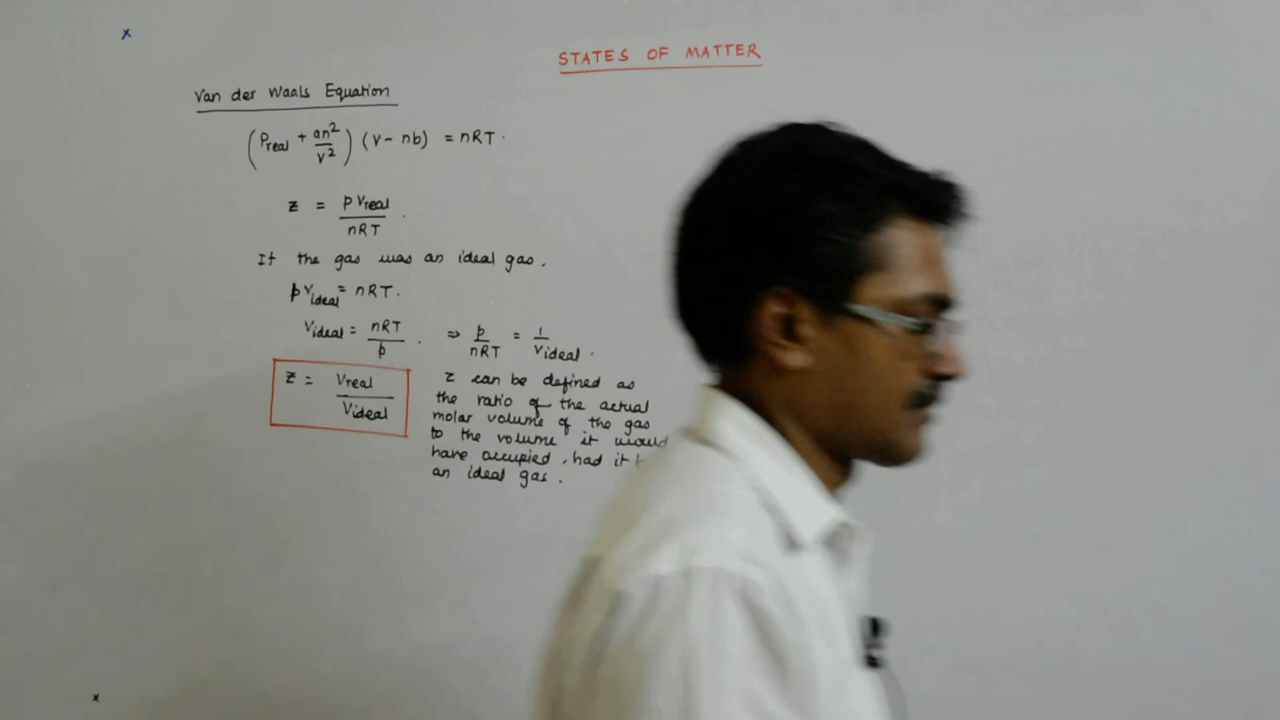 STATES OF MATTER
Van der Waals Equation
(Preal + an²/V²) (V - nb) = nRT.
Z = pVreal/nRT.
If the gas was an ideal gas.
pVideal = nRT.
Videal = nRT/p. ⇒ p/nRT = 1/Videal.
Z = Vreal/Videal
Z can be defined as
the ratio of the actual
molar volume of the gas
to the volume it would
have occupied, had it
an ideal gas.